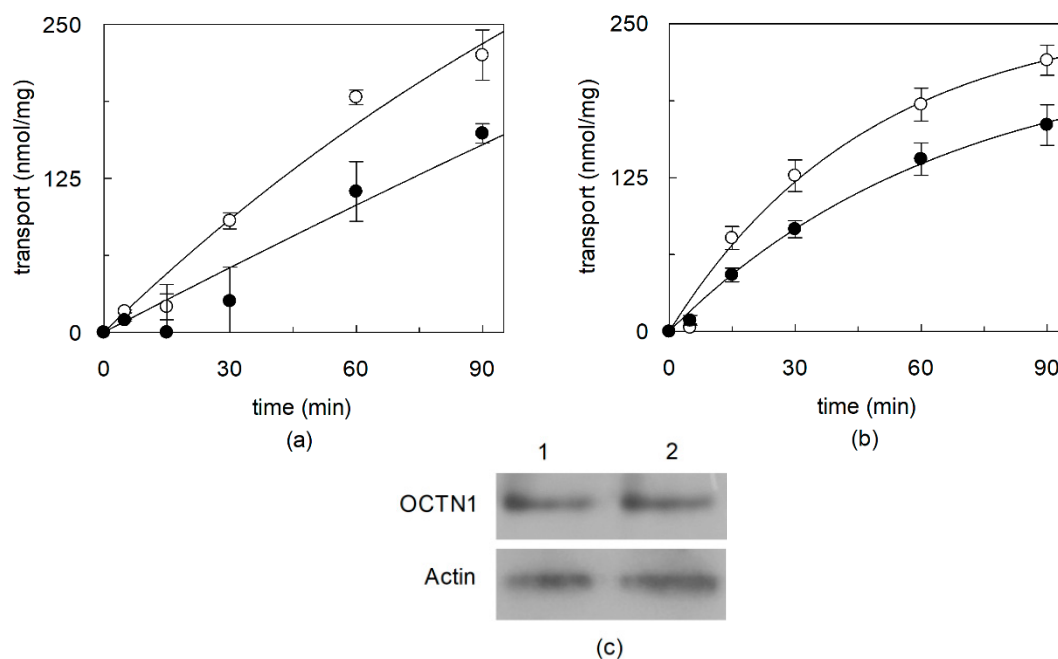 250
125
0
transport (nmol/mg)
0 30 60 90
time (min)
(a)
250
125
0
transport (nmol/mg)
0 30 60 90
time (min)
(b)
1 2
OCTN1
Actin
(c)